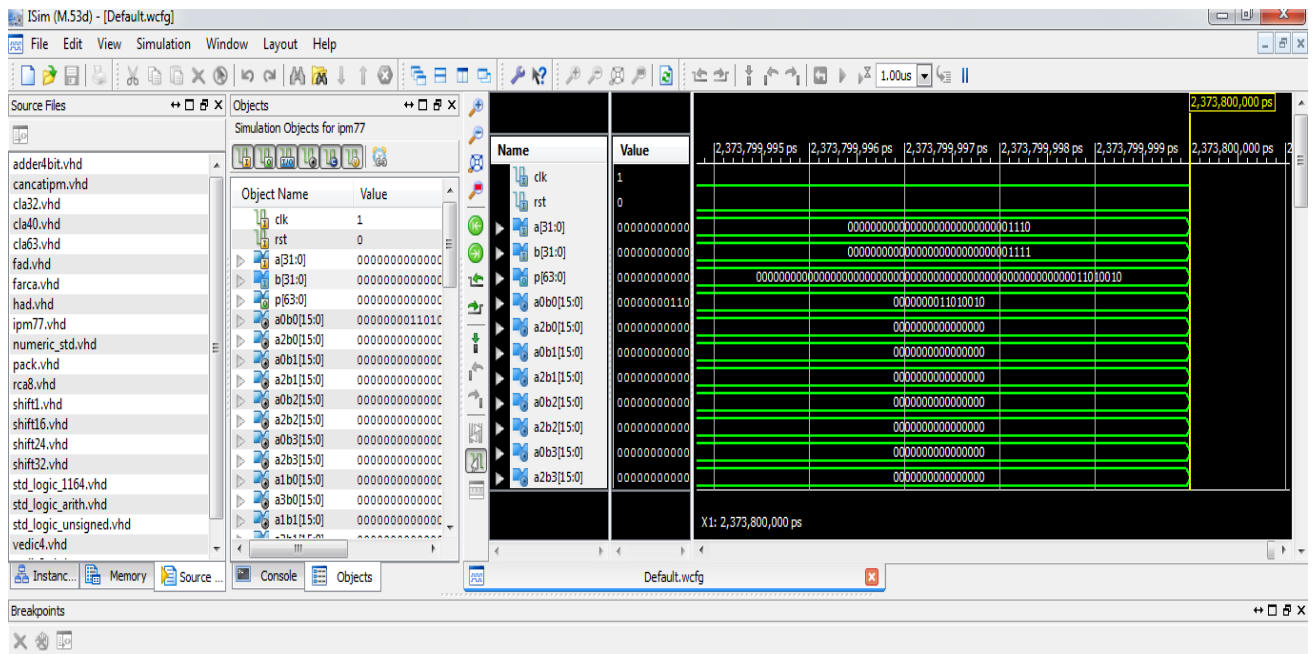 ISim (M.53d) - [Default.wcfg]
File Edit View Simulation Window Layout Help
1.00us
Source Files
adder4bit.vhd
cancatipm.vhd
cla32.vhd
cla40.vhd
cla63.vhd
fad.vhd
farca.vhd
had.vhd
ipm77.vhd
numeric_std.vhd
pack.vhd
rca8.vhd
shift1.vhd
shift16.vhd
shift24.vhd
shift32.vhd
std_logic_1164.vhd
std_logic_arith.vhd
std_logic_unsigned.vhd
vedic4.vhd
Instanc... Memory Source ...
Objects
Simulation Objects for ipm77
Object Name Value
clk 1
rst 0
a[31:0] 000000000000
b[31:0] 000000000000
p[63:0] 000000000000
a0b0[15:0] 00000001101
a2b0[15:0] 000000000000
a0b1[15:0] 000000000000
a2b1[15:0] 000000000000
a0b2[15:0] 000000000000
a2b2[15:0] 000000000000
a0b3[15:0] 000000000000
a2b3[15:0] 000000000000
a1b0[15:0] 000000000000
a3b0[15:0] 000000000000
a1b1[15:0] 000000000000
Console Objects
Name Value
clk 1
rst 0
a[31:0] 00000000000
b[31:0] 00000000000
p[63:0] 00000000000
a0b0[15:0] 00000000110
a2b0[15:0] 00000000000
a0b1[15:0] 00000000000
a2b1[15:0] 00000000000
a0b2[15:0] 00000000000
a2b2[15:0] 00000000000
a0b3[15:0] 00000000000
a2b3[15:0] 00000000000
2,373,800,000 ps
2,373,799,995 ps 2,373,799,996 ps 2,373,799,997 ps 2,373,799,998 ps 2,373,799,999 ps 2,373,800,000 ps
00000000000000000000000000001110
00000000000000000000000000001111
0000000000000000000000000000000000000000000000000000000011010010
0000000011010010
0000000000000000
0000000000000000
0000000000000000
0000000000000000
0000000000000000
0000000000000000
0000000000000000
X1: 2,373,800,000 ps
Default.wcfg
Breakpoints